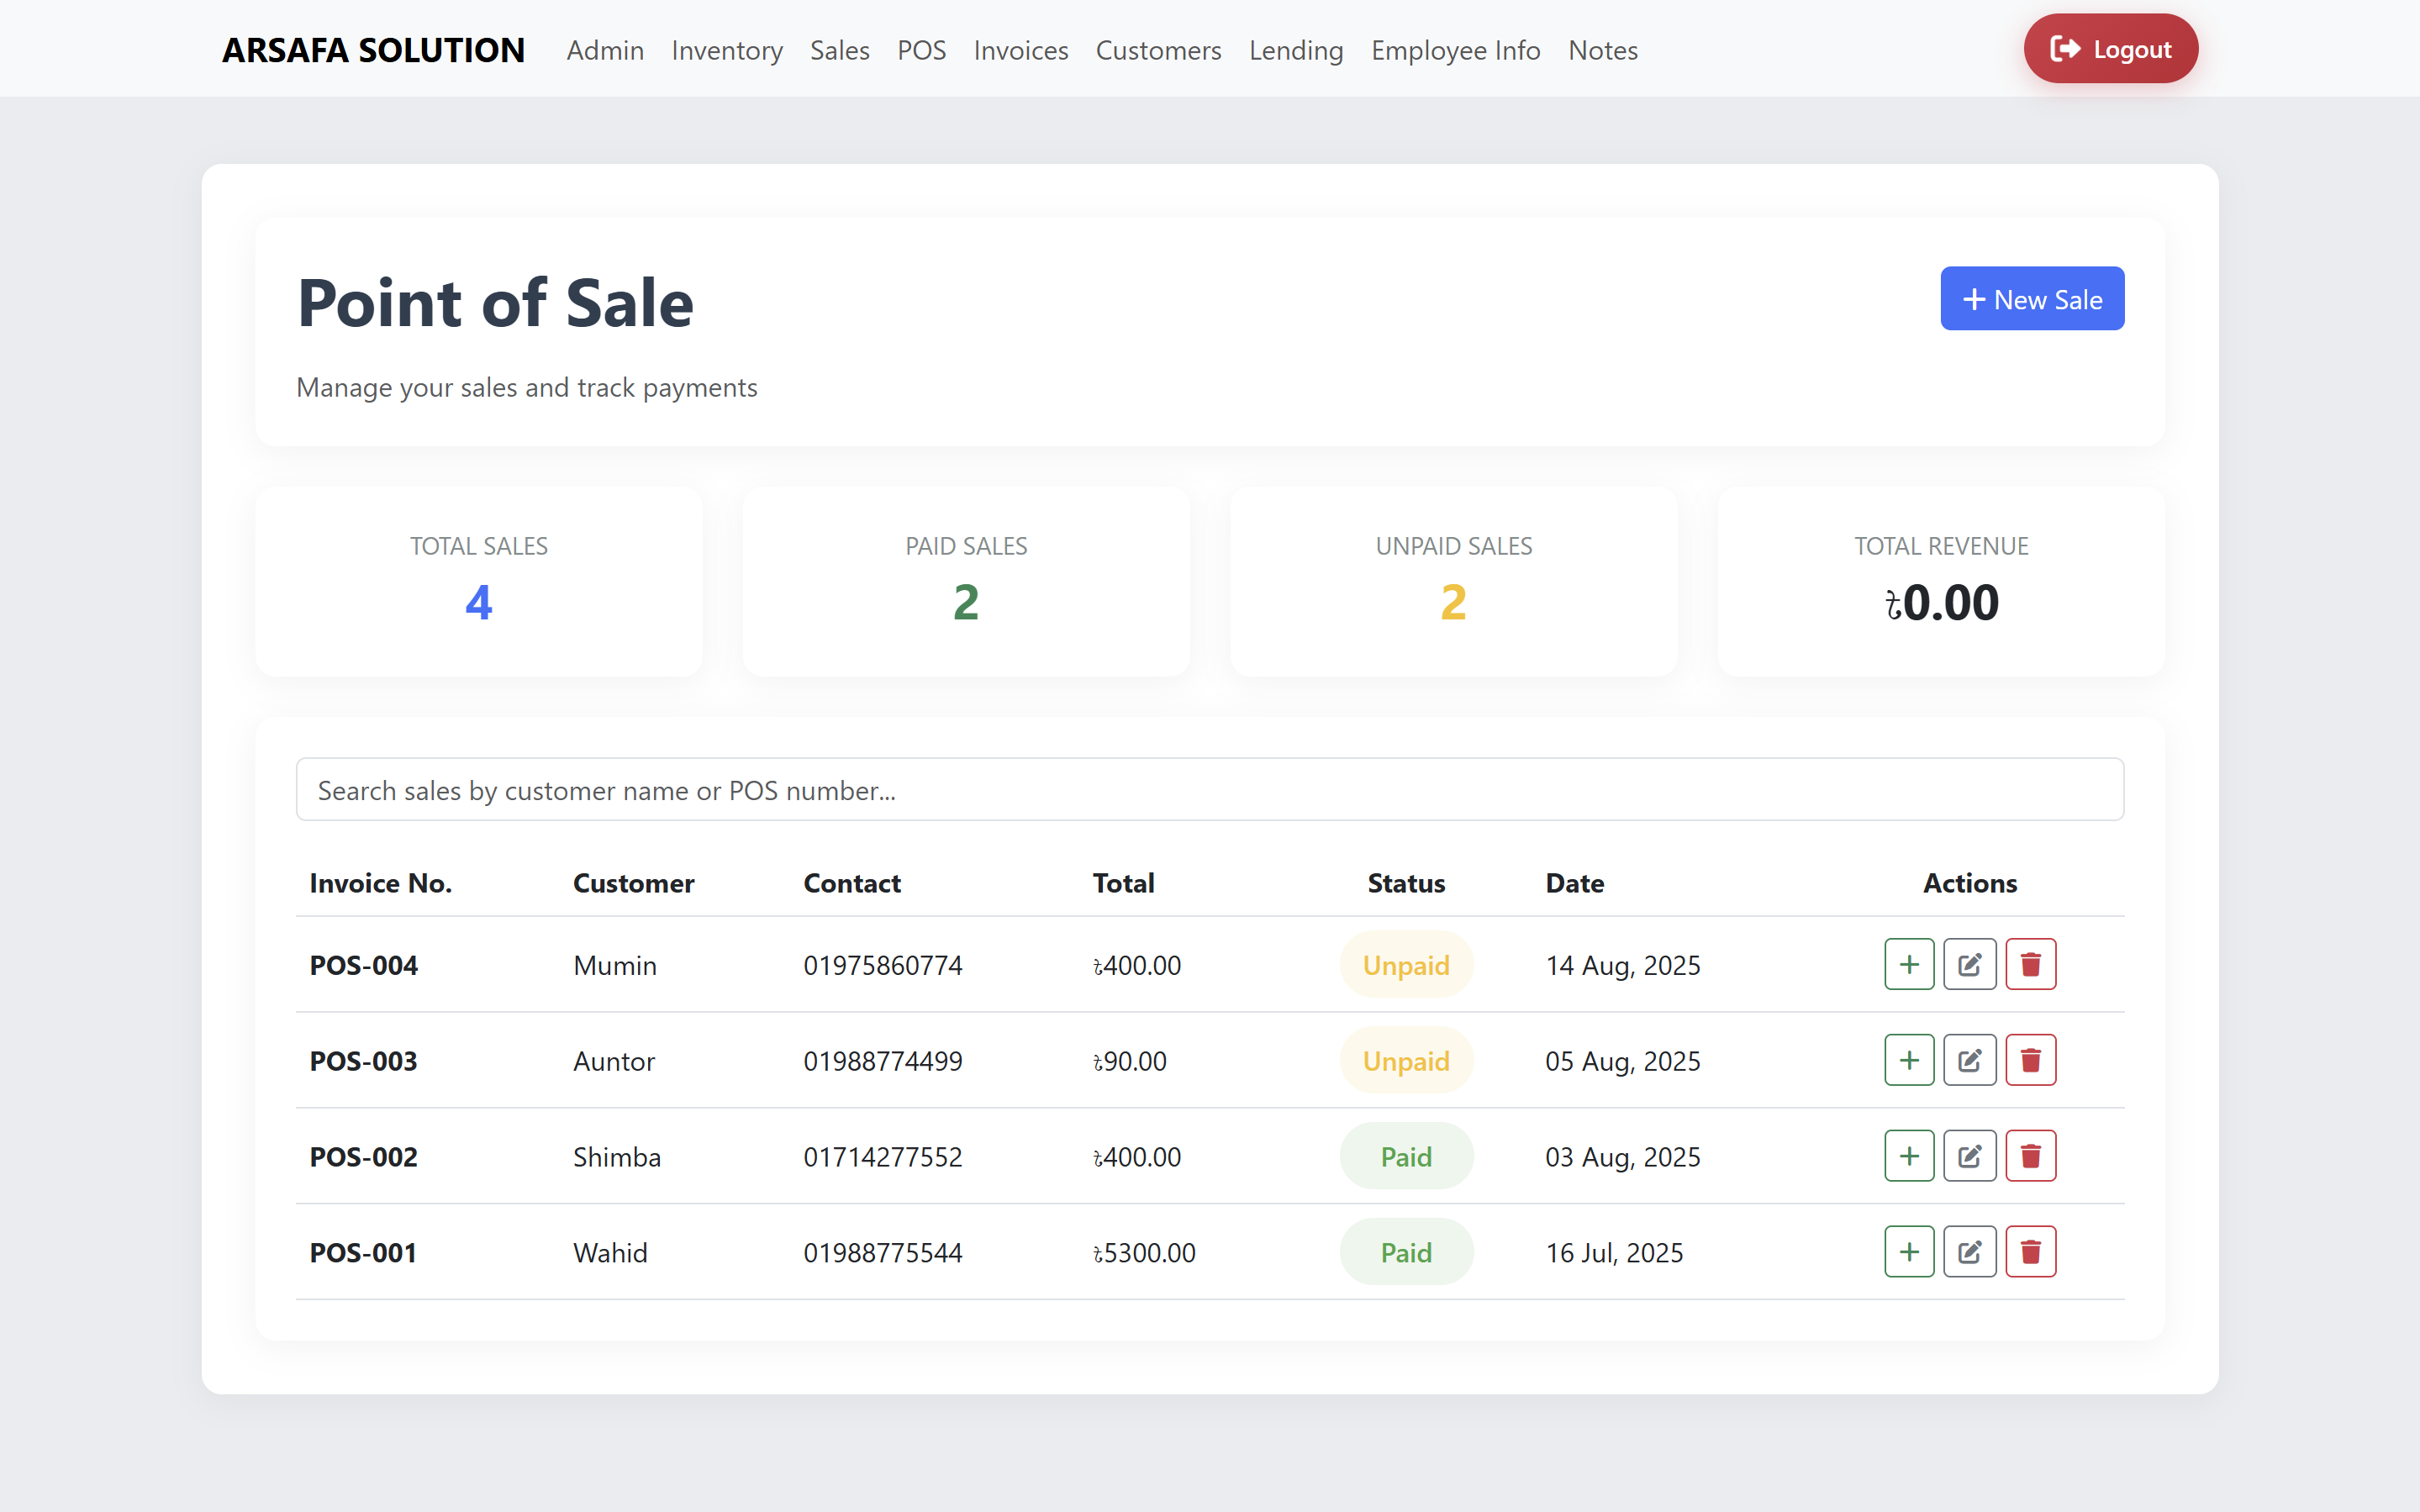 ARSAFA SOLUTION Admin Inventory Sales POS Invoices Customers Lending Employee Info Notes Logout
Point of Sale
New Sale
Manage your sales and track payments
TOTAL SALES PAID SALES UNPAID SALES TOTAL REVENUE
4 2 2 ৳0.00
Search sales by customer name or POS number...
Invoice No. Customer Contact Total Status Date Actions
POS-004 Mumin 01975860774 ৳400.00 Unpaid 14 Aug, 2025
POS-003 Auntor 01988774499 ৳90.00 Unpaid 05 Aug, 2025
POS-002 Shimba 01714277552 ৳400.00 Paid 03 Aug, 2025
POS-001 Wahid 01988775544 ৳5300.00 Paid 16 Jul, 2025